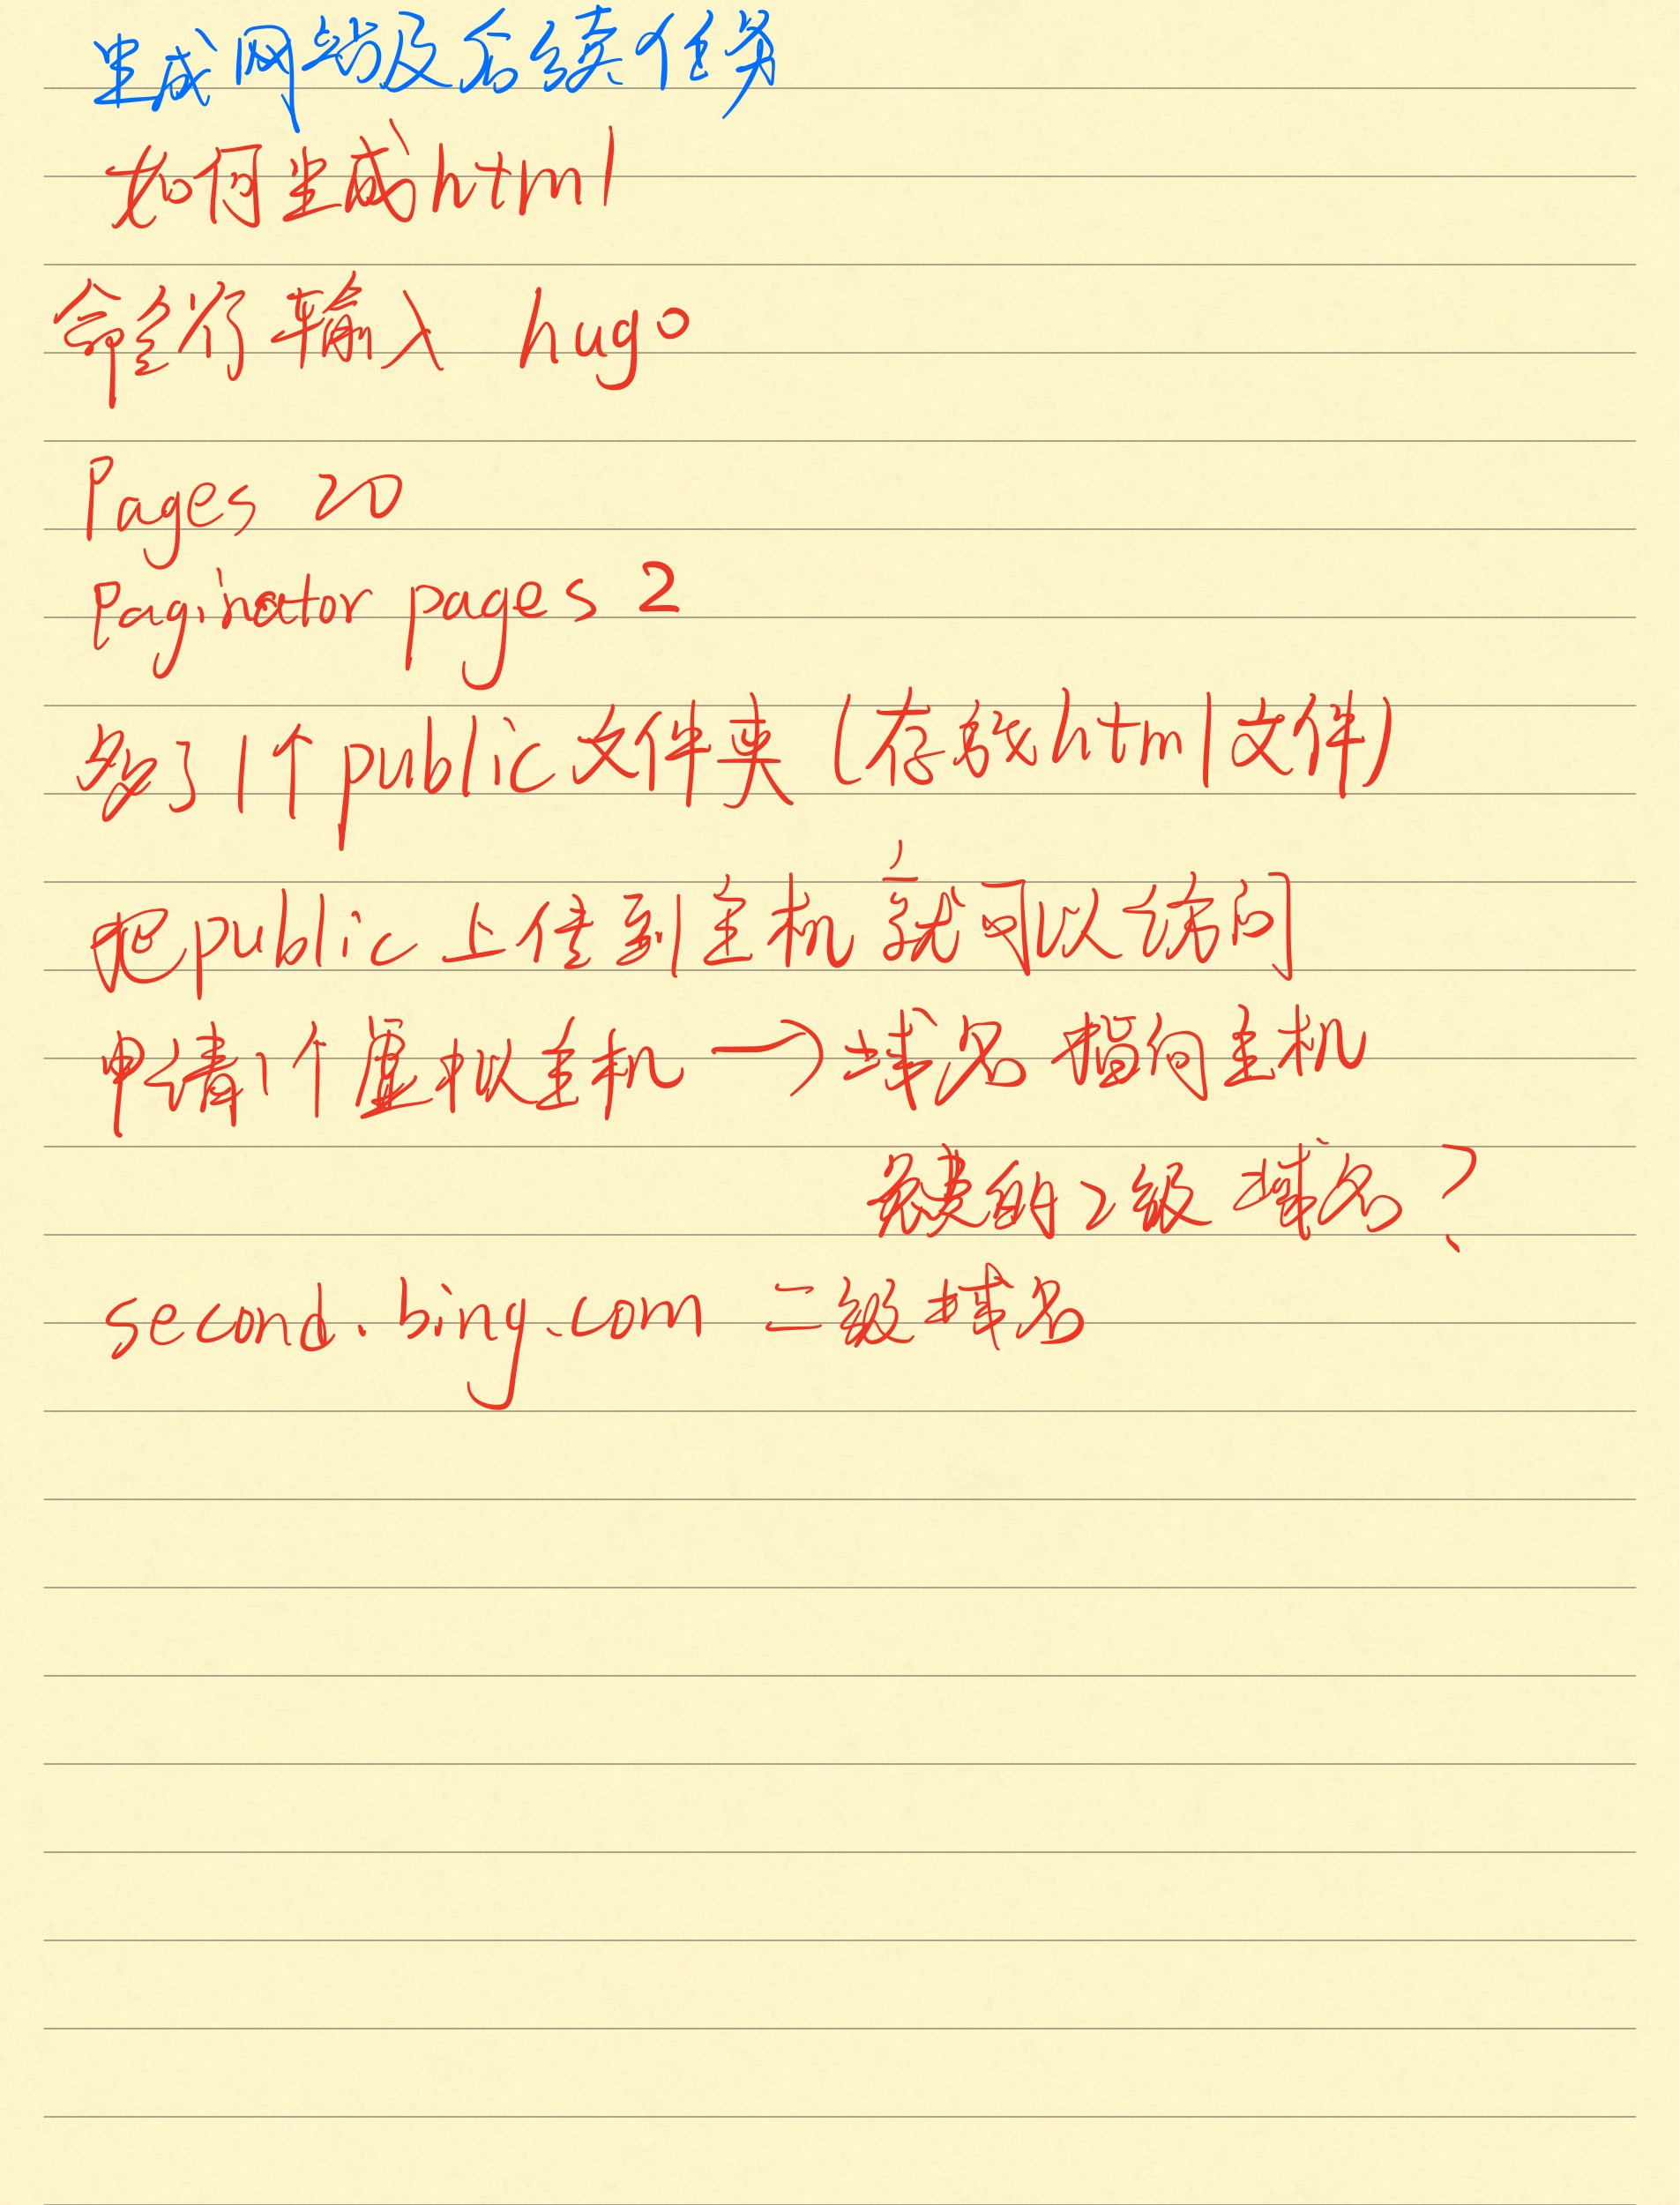 生成网站及后续任务
如何生成html
命令行输入 hugo
Pages 20
Paginator pages 2
多了1个public文件夹(存放html文件)
把public上传到主机就可以访问
申请1个虚拟主机→域名指向主机
的2级域名?
second.bing.com 二级域名